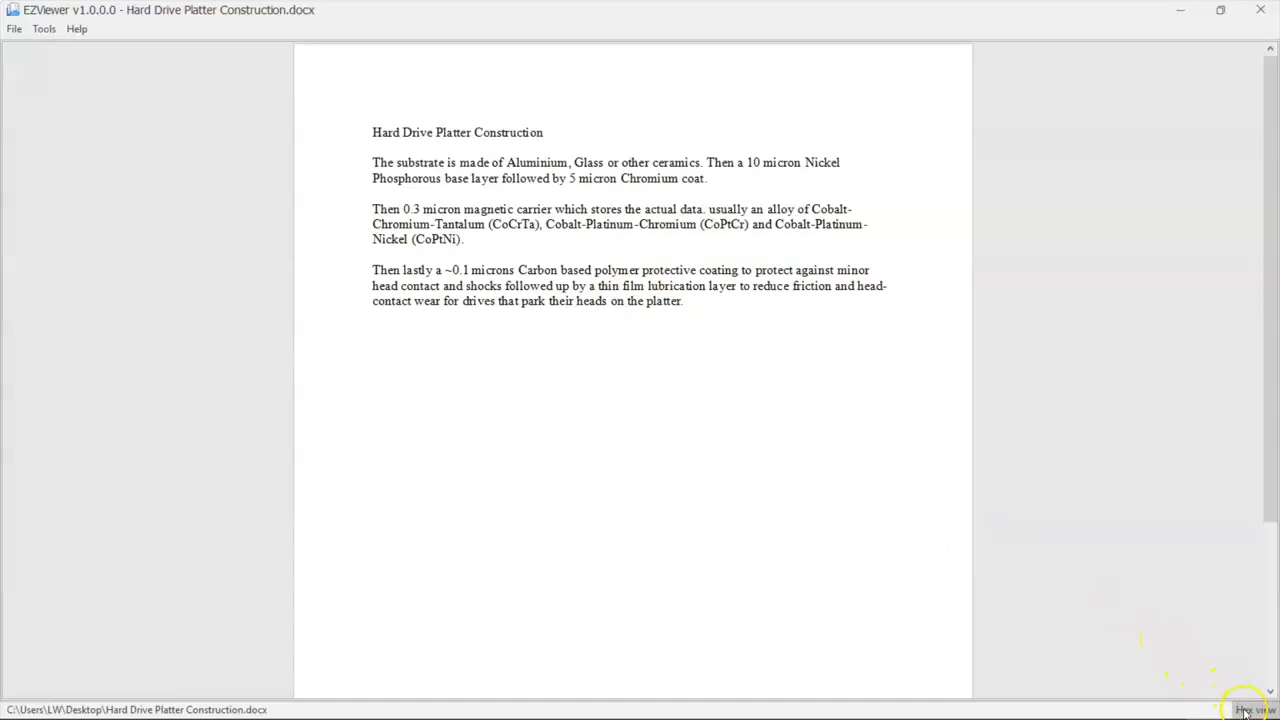 EZViewer v1.0.0.0 - Hard Drive Platter Construction.docx
File Tools Help
Hard Drive Platter Construction
The substrate is made of Aluminium, Glass or other ceramics. Then a 10 micron Nickel
Phosphorous base layer followed by 5 micron Chromium coat.
Then 0.3 micron magnetic carrier which stores the actual data. usually an alloy of Cobalt-
Chromium-Tantalum (CoCrTa), Cobalt-Platinum-Chromium (CoPtCr) and Cobalt-Platinum-
Nickel (CoPtNi).
Then lastly a ~0.1 microns Carbon based polymer protective coating to protect against minor
head contact and shocks followed up by a thin film lubrication layer to reduce friction and head-
contact wear for drives that park their heads on the platter.
C:\Users\LW\Desktop\Hard Drive Platter Construction.docx
Hex view